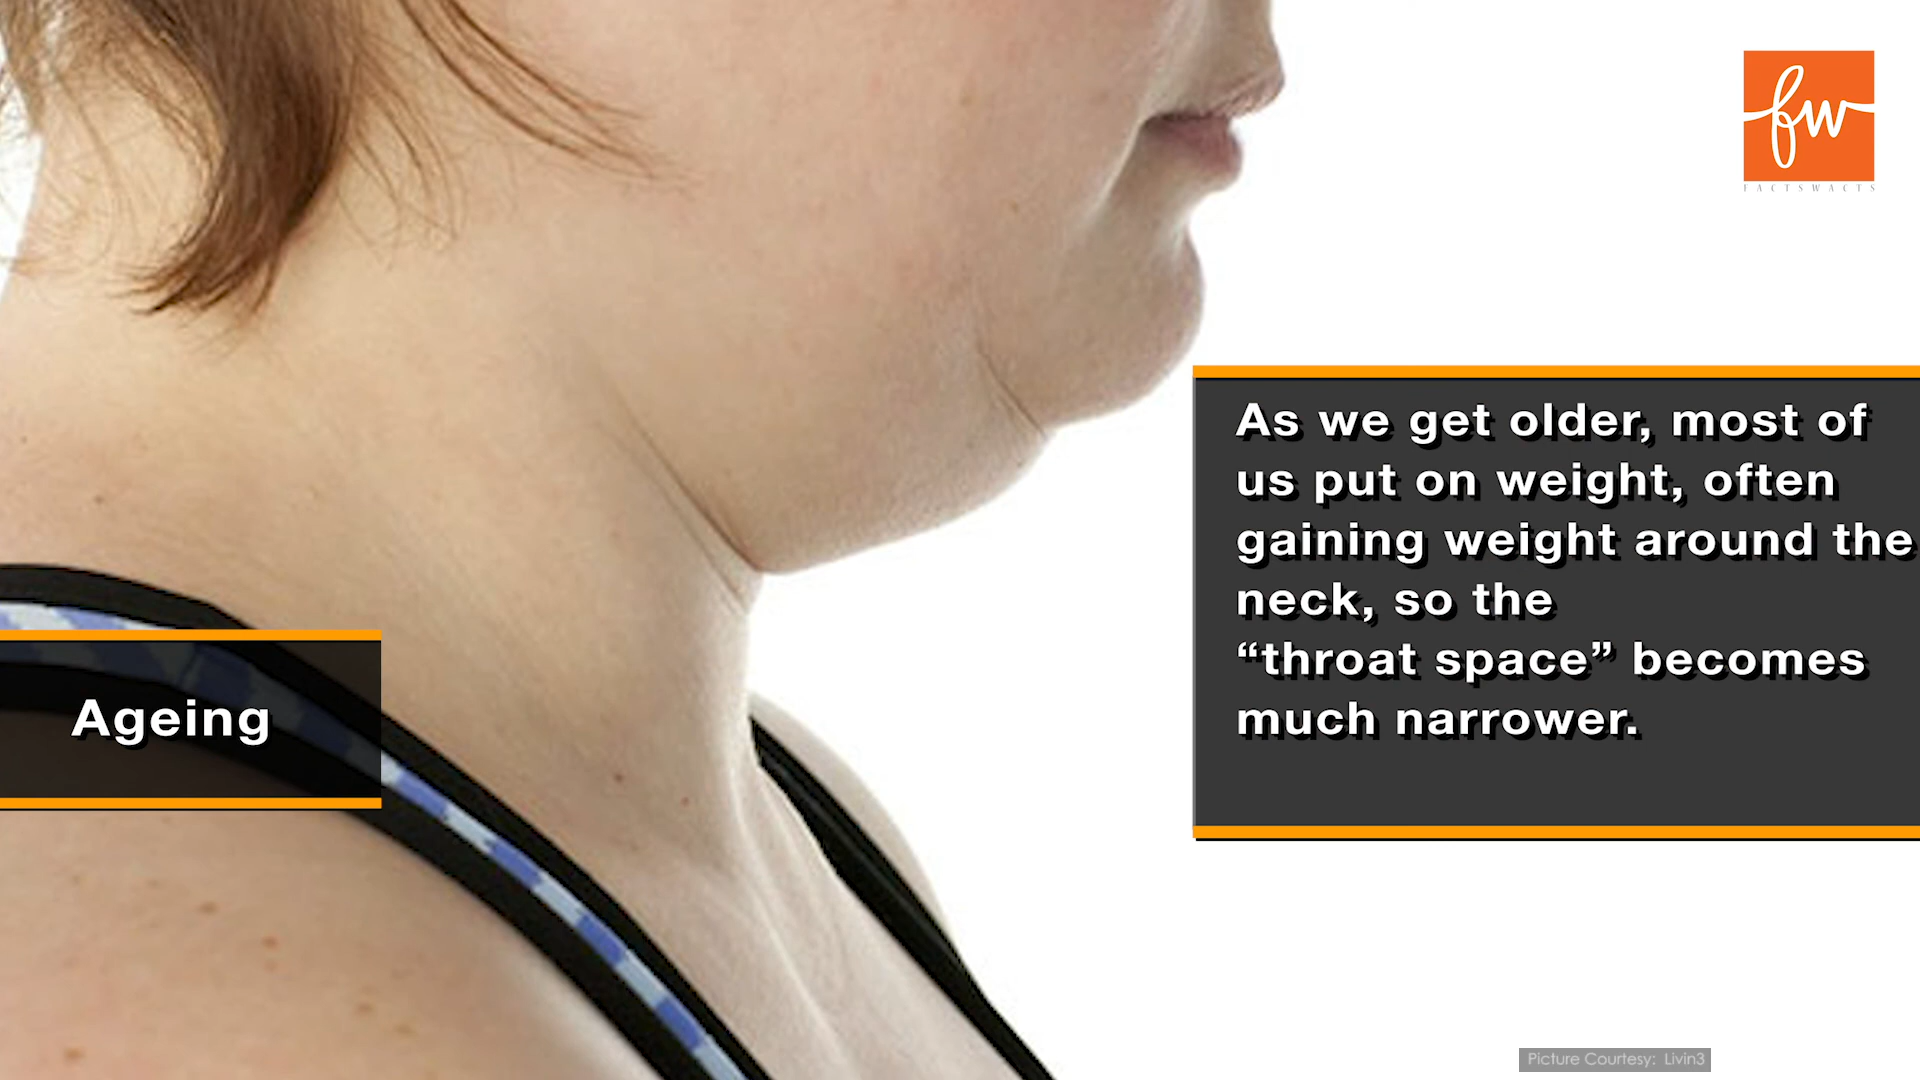 fw
FACTSWACTS
As we get older, most of
us put on weight, often
gaining weight around the
neck, so the
“throat space” becomes
much narrower.
Ageing
Picture Courtesy: Livin3